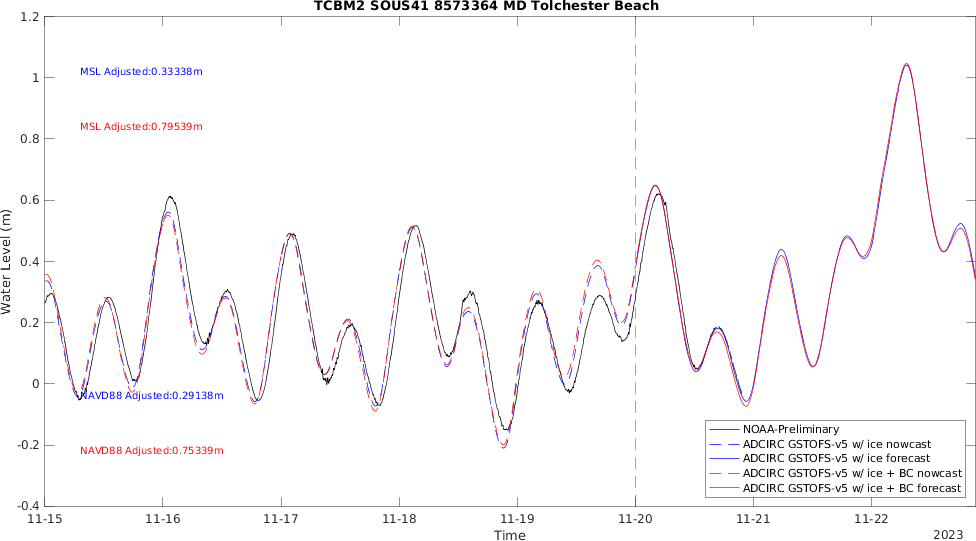 TCBM2 SOUS41 8573364 MD Tolchester Beach
1.2
1
0.8
0.6
0.4
0.2
0
-0.2
-0.4
Water Level (m)
MSL Adjusted:0.33338m
MSL Adjusted:0.79539m
NAVD88 Adjusted:0.29138m
NAVD88 Adjusted:0.75339m
NOAA-Preliminary
ADCIRC GSTOFS-v5 w/ ice nowcast
ADCIRC GSTOFS-v5 w/ ice forecast
ADCIRC GSTOFS-v5 w/ ice + BC nowcast
ADCIRC GSTOFS-v5 w/ ice + BC forecast
11-15 11-16 11-17 11-18 11-19 11-20 11-21 11-22
Time
2023